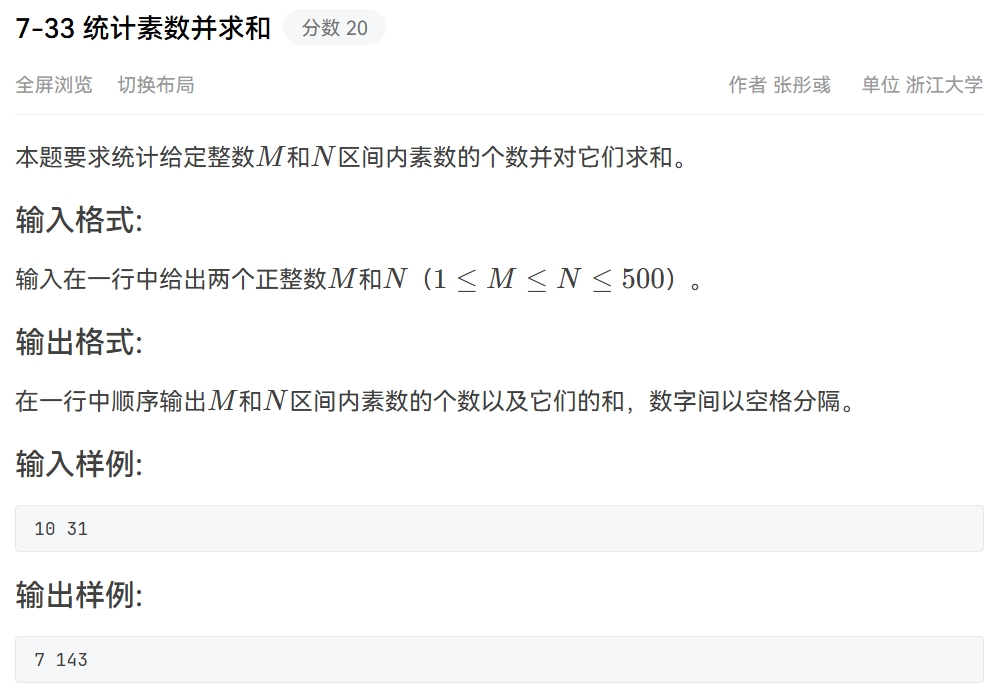 7-33 统计素数并求和 分数 20
全屏浏览 切换布局 作者 张彤彧 单位 浙江大学
本题要求统计给定整数M和N区间内素数的个数并对它们求和。
输入格式:
输入在一行中给出两个正整数M和N（1 ≤ M ≤ N ≤ 500）。
输出格式:
在一行中顺序输出M和N区间内素数的个数以及它们的和，数字间以空格分隔。
输入样例:
10 31
输出样例:
7 143